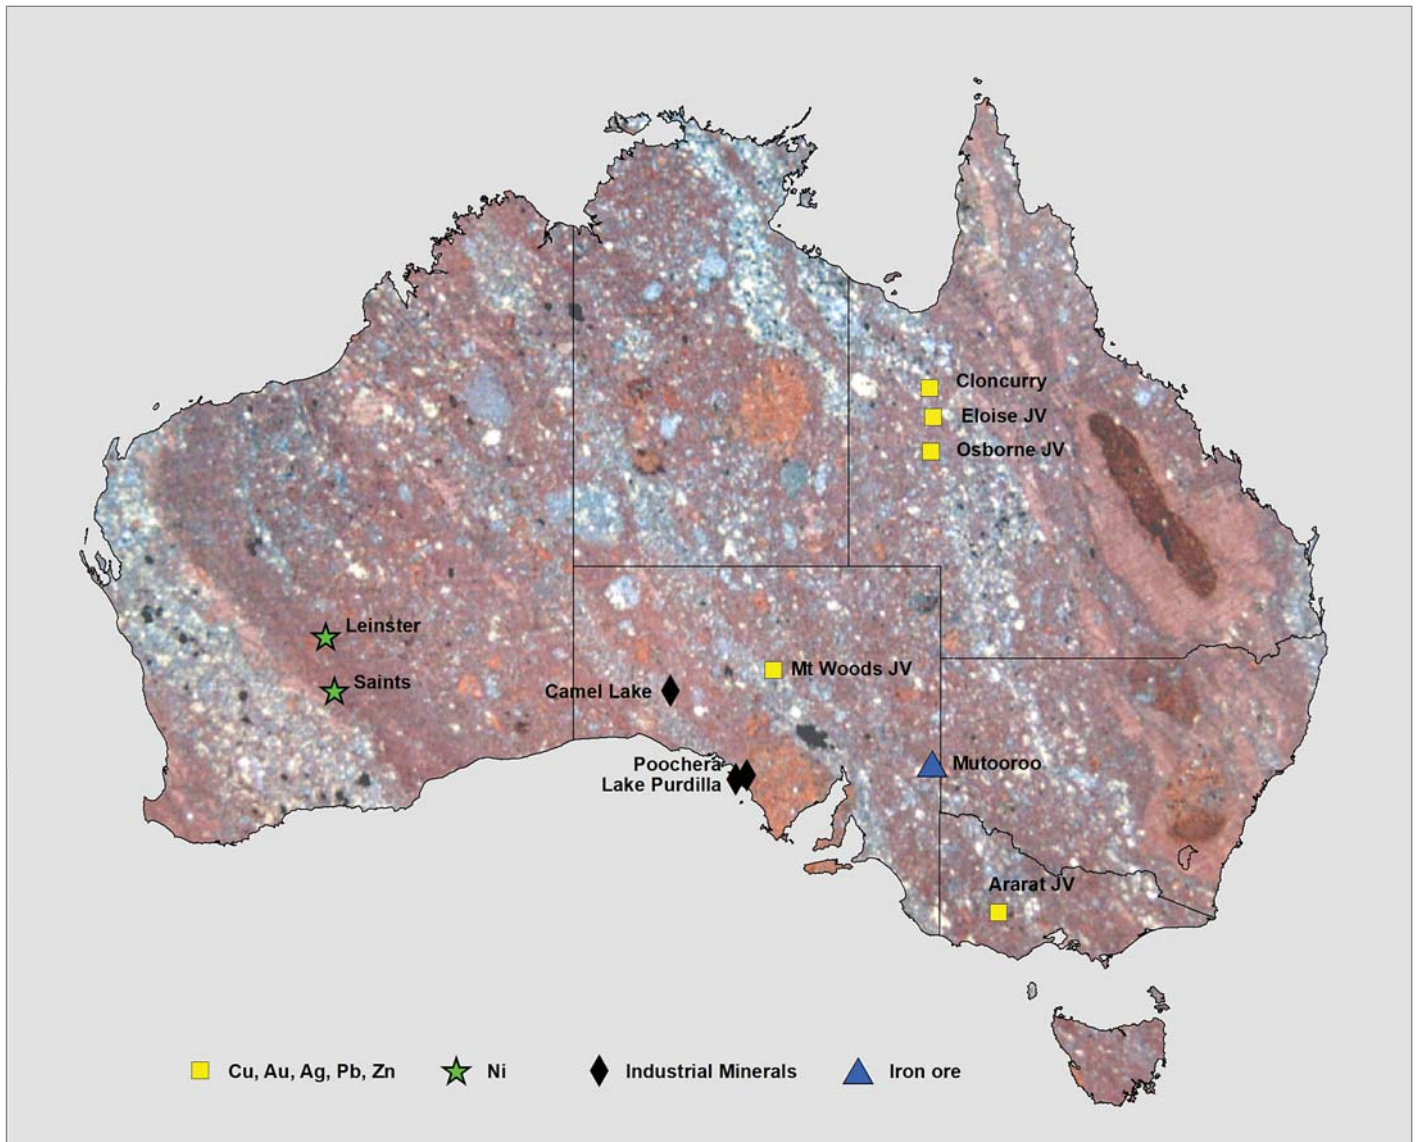 Cloncurry
Eloise JV
Osborne JV
Leinster
Saints
Mt Woods JV
Camel Lake
Poochera
Lake Purdilla
Mutooroo
Ararat JV
Cu, Au, Ag, Pb, Zn
Ni
Industrial Minerals
Iron ore